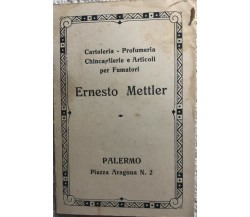 Cartoleria - Profumeria
Chincaglierie e Articoli
per Fumatori
Ernesto Mettler
PALERMO
Piazza Aragona N. 2